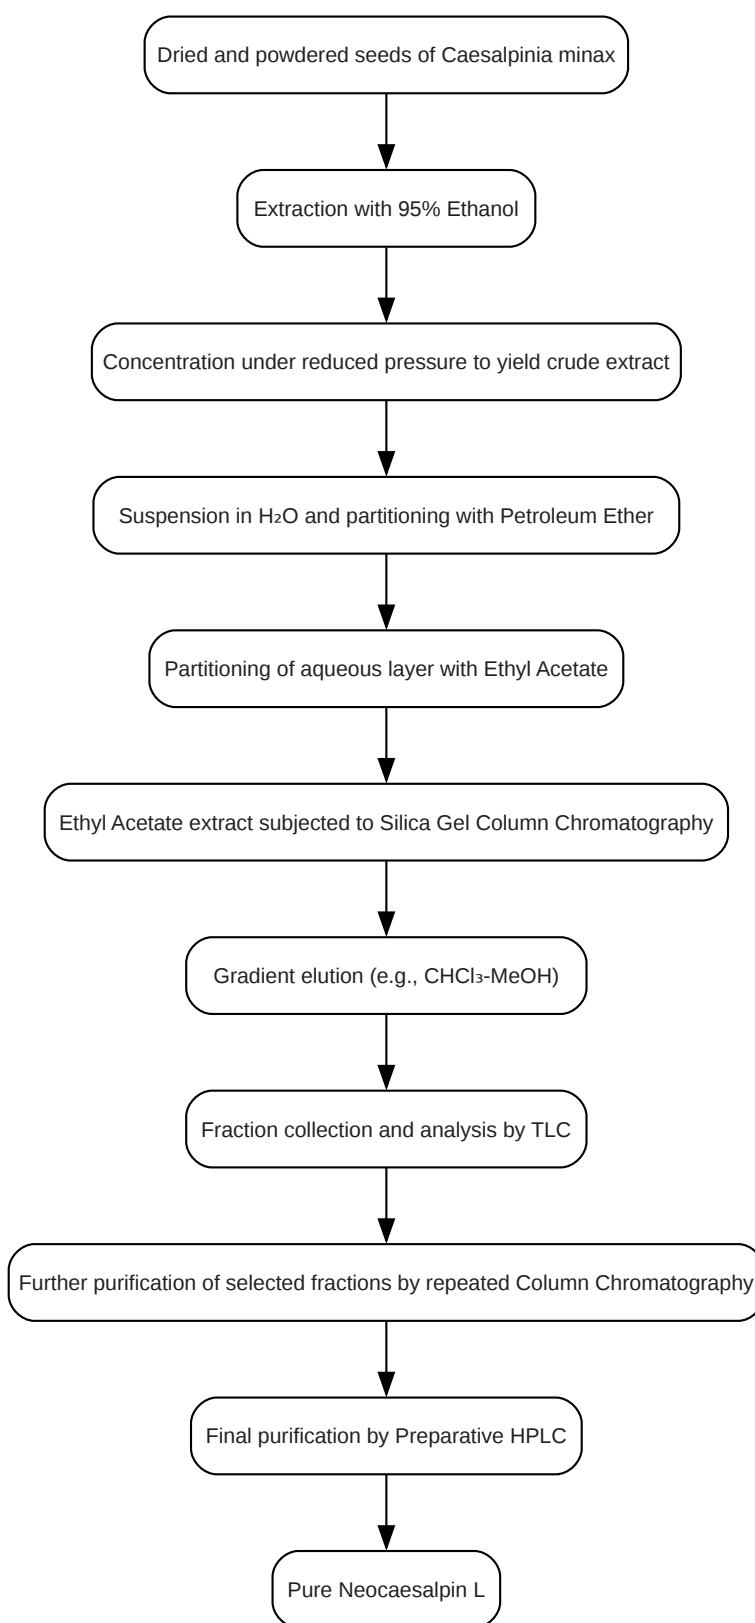 Dried and powdered seeds of Caesalpinia minax
Extraction with 95% Ethanol
Concentration under reduced pressure to yield crude extract
Suspension in H₂O and partitioning with Petroleum Ether
Partitioning of aqueous layer with Ethyl Acetate
Ethyl Acetate extract subjected to Silica Gel Column Chromatography
Gradient elution (e.g., CHCl₃-MeOH)
Fraction collection and analysis by TLC
Further purification of selected fractions by repeated Column Chromatography
Final purification by Preparative HPLC
Pure Neocaesalpin L